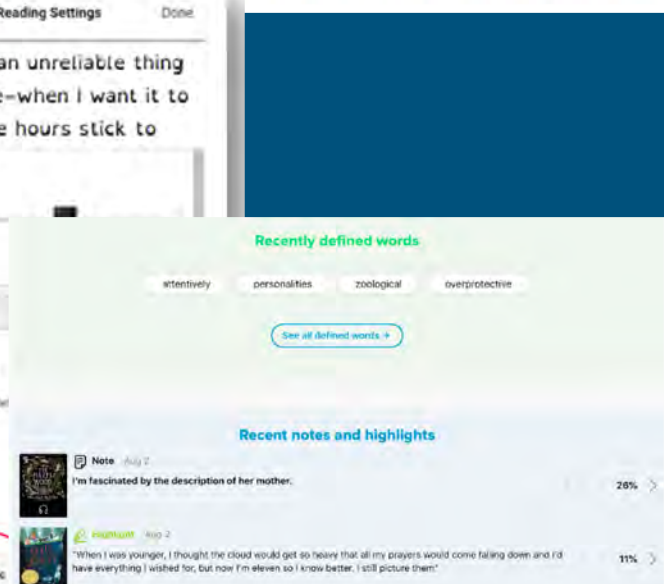 Reading Settings Done
an unreliable thing
e-when I want it to
e hours stick to
Recently defined words
attentively personalities zoological overprotective
See all defined words →
Recent notes and highlights
Note Aug 2
I'm fascinated by the description of her mother.
26%
Highlight Aug 2
"When I was younger, I thought the cloud would get so heavy that all my prayers would come falling down and I'd
have everything I wished for, but now I'm eleven so I know better. I still picture them"
11%